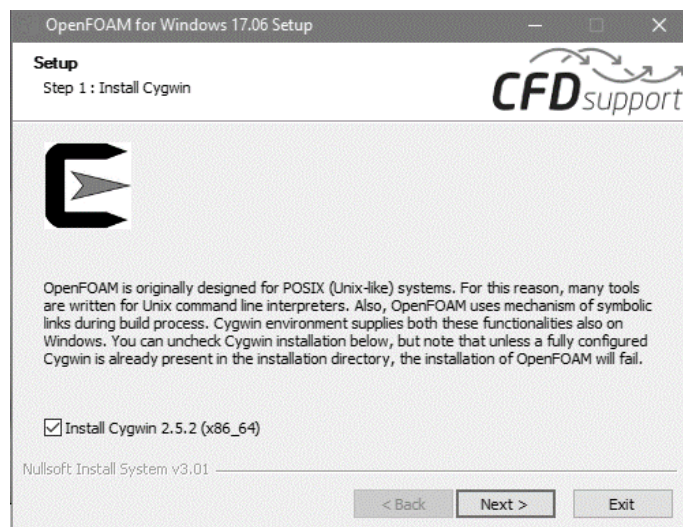 OpenFOAM for Windows 17.06 Setup
Setup
Step 1 : Install Cygwin
CFD support
OpenFOAM is originally designed for POSIX (Unix-like) systems. For this reason, many tools
are written for Unix command line interpreters. Also, OpenFOAM uses mechanism of symbolic
links during build process. Cygwin environment supplies both these functionalities also on
Windows. You can uncheck Cygwin installation below, but note that unless a fully configured
Cygwin is already present in the installation directory, the installation of OpenFOAM will fail.
Install Cygwin 2.5.2 (x86_64)
Nullsoft Install System v3.01
< Back Next > Exit